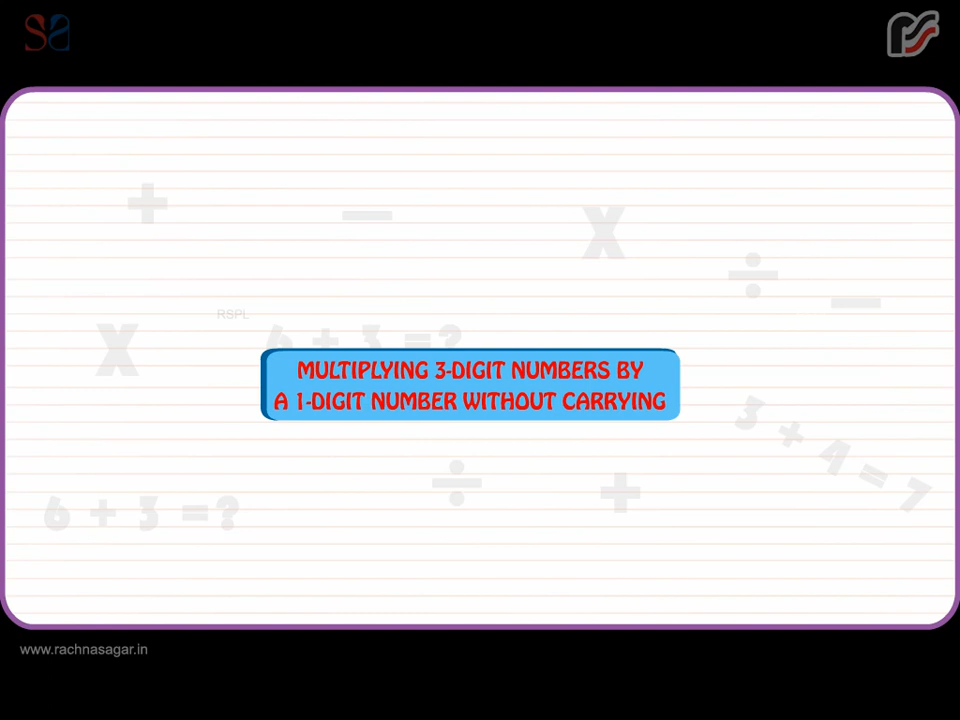 sa
+ − X ÷ −
RSPL
X 6 + 3 = ?
MULTIPLYING 3-DIGIT NUMBERS BY
A 1-DIGIT NUMBER WITHOUT CARRYING
3 + 4 = 7
÷ +
6 + 3 = ?
www.rachnasagar.in